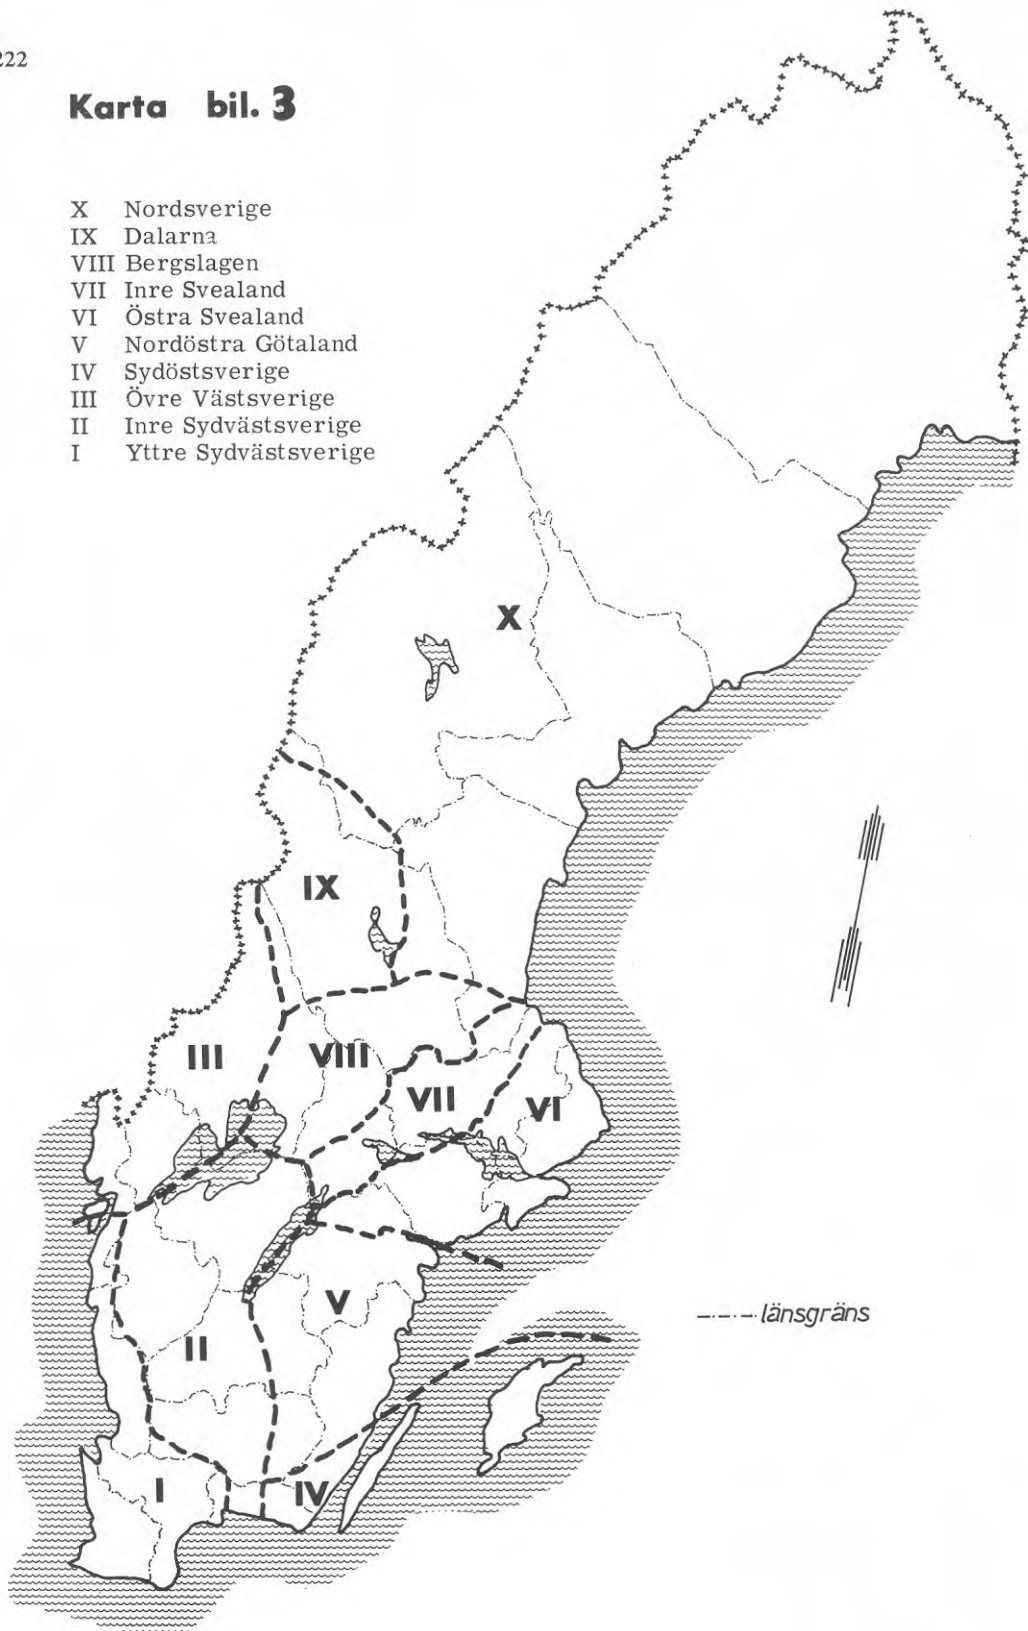 222
Karta bil. 3
X Nordsverige
IX Dalarna
VIII Bergslagen
VII Inre Svealand
VI Östra Svealand
V Nordöstra Götaland
IV Sydöstsverige
III Övre Västsverige
II Inre Sydvästsverige
I Yttre Sydvästsverige
X
IX
III
VIII
VII
VI
V
länsgräns
II
I
IV